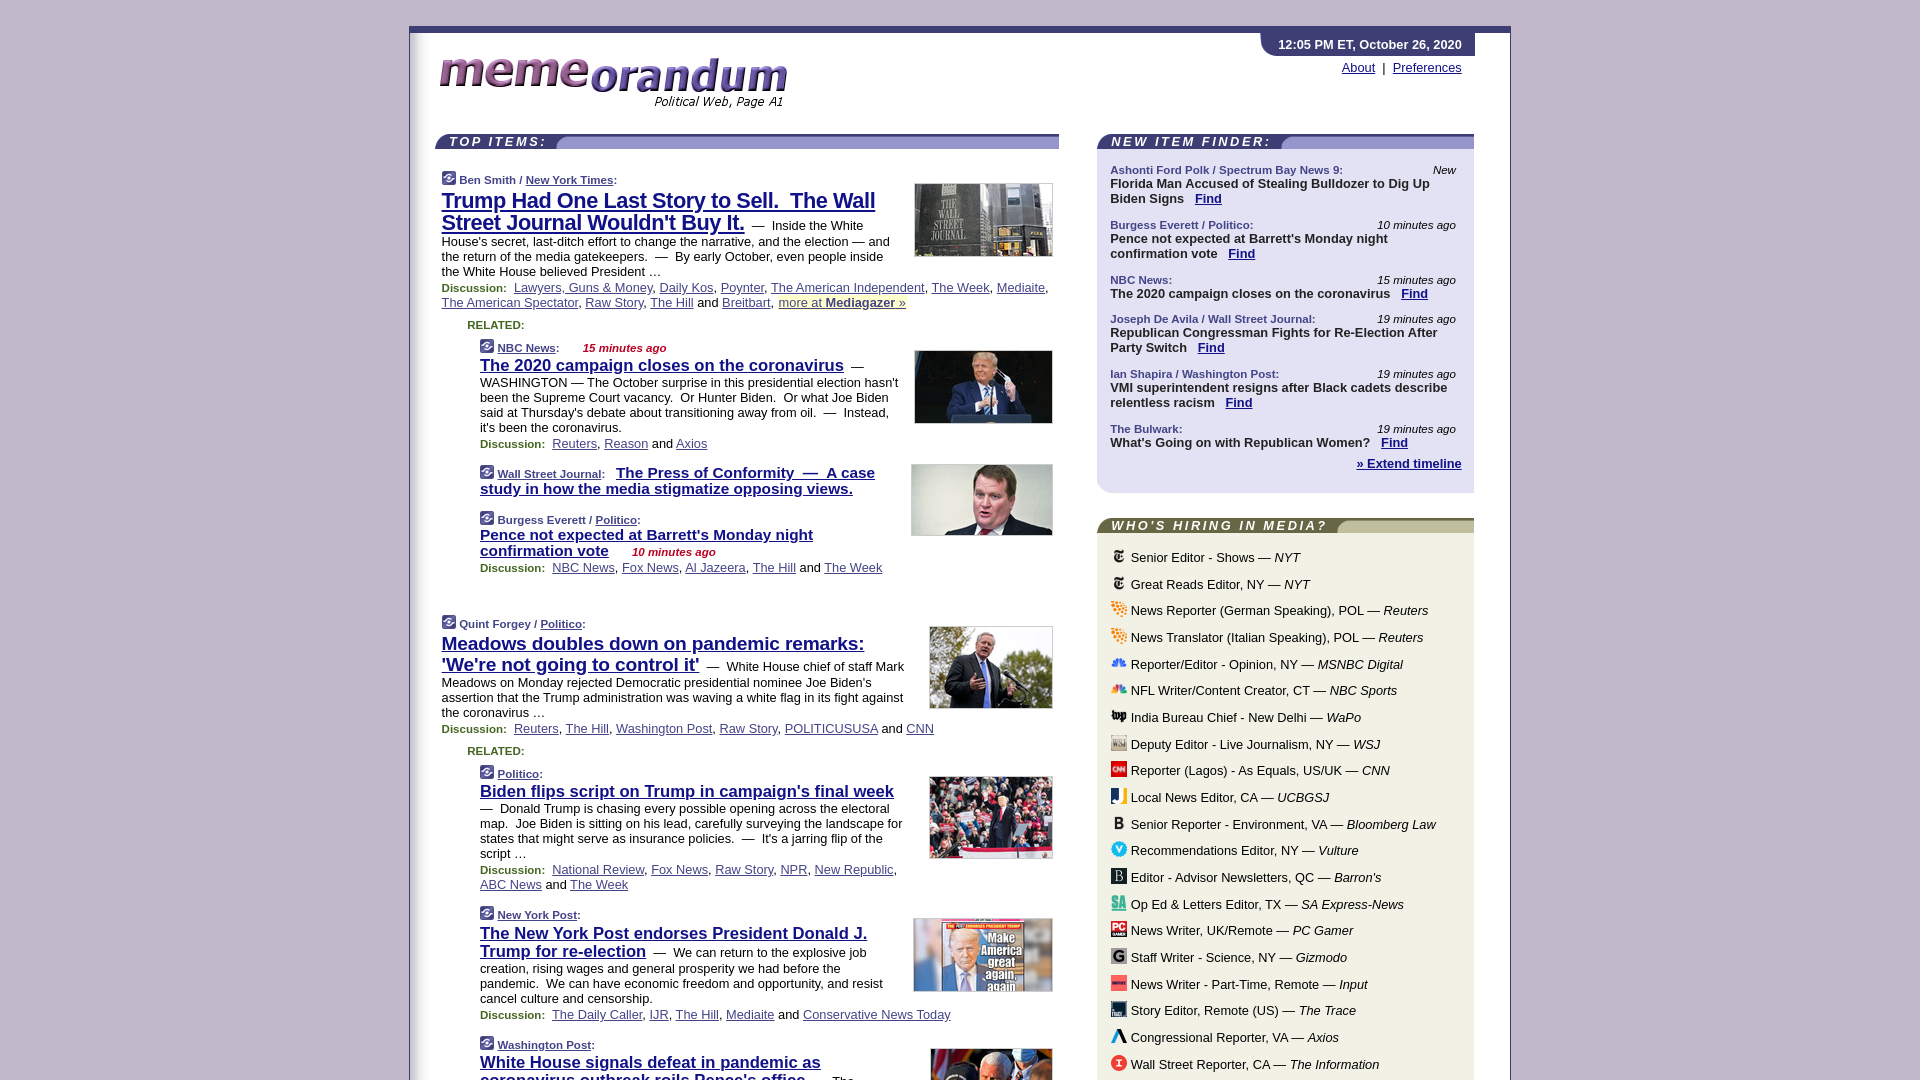 12:05 PM ET, October 26, 2020
About | Preferences
memeorandum
Political Web, Page A1
TOP ITEMS:
Ben Smith / New York Times:
Trump Had One Last Story to Sell. The Wall
Street Journal Wouldn't Buy It. — Inside the White
House's secret, last-ditch effort to change the narrative, and the election — and
the return of the media gatekeepers. — By early October, even people inside
the White House believed President …
THE
WALL
STREET
JOURNAL
Discussion: Lawyers, Guns & Money, Daily Kos, Poynter, The American Independent, The Week, Mediaite,
The American Spectator, Raw Story, The Hill and Breitbart, more at Mediagazer »
RELATED:
NBC News: 15 minutes ago
The 2020 campaign closes on the coronavirus —
WASHINGTON — The October surprise in this presidential election hasn't
been the Supreme Court vacancy. Or Hunter Biden. Or what Joe Biden
said at Thursday's debate about transitioning away from oil. — Instead,
it's been the coronavirus.
Discussion: Reuters, Reason and Axios
Wall Street Journal: The Press of Conformity — A case
study in how the media stigmatize opposing views.
Burgess Everett / Politico:
Pence not expected at Barrett's Monday night
confirmation vote 10 minutes ago
Discussion: NBC News, Fox News, Al Jazeera, The Hill and The Week
Quint Forgey / Politico:
Meadows doubles down on pandemic remarks:
'We're not going to control it' — White House chief of staff Mark
Meadows on Monday rejected Democratic presidential nominee Joe Biden's
assertion that the Trump administration was waving a white flag in its fight against
the coronavirus …
Discussion: Reuters, The Hill, Washington Post, Raw Story, POLITICUSUSA and CNN
RELATED:
Politico:
Biden flips script on Trump in campaign's final week
— Donald Trump is chasing every possible opening across the electoral
map. Joe Biden is sitting on his lead, carefully surveying the landscape for
states that might serve as insurance policies. — It's a jarring flip of the
script …
Discussion: National Review, Fox News, Raw Story, NPR, New Republic,
ABC News and The Week
New York Post:
The New York Post endorses President Donald J.
Trump for re-election — We can return to the explosive job
creation, rising wages and general prosperity we had before the
pandemic. We can have economic freedom and opportunity, and resist
cancel culture and censorship.
Make
America
great
again,
again
Discussion: The Daily Caller, IJR, The Hill, Mediaite and Conservative News Today
Washington Post:
White House signals defeat in pandemic as
coronavirus outbreak roils Pence's office — The
NEW ITEM FINDER:
Ashonti Ford Polk / Spectrum Bay News 9: New
Florida Man Accused of Stealing Bulldozer to Dig Up
Biden Signs Find
Burgess Everett / Politico: 10 minutes ago
Pence not expected at Barrett's Monday night
confirmation vote Find
NBC News: 15 minutes ago
The 2020 campaign closes on the coronavirus Find
Joseph De Avila / Wall Street Journal: 19 minutes ago
Republican Congressman Fights for Re-Election After
Party Switch Find
Ian Shapira / Washington Post: 19 minutes ago
VMI superintendent resigns after Black cadets describe
relentless racism Find
The Bulwark: 19 minutes ago
What's Going on with Republican Women? Find
» Extend timeline
WHO'S HIRING IN MEDIA?
Senior Editor - Shows — NYT
Great Reads Editor, NY — NYT
News Reporter (German Speaking), POL — Reuters
News Translator (Italian Speaking), POL — Reuters
Reporter/Editor - Opinion, NY — MSNBC Digital
NFL Writer/Content Creator, CT — NBC Sports
wp India Bureau Chief - New Delhi — WaPo
WSJ Deputy Editor - Live Journalism, NY — WSJ
CNN Reporter (Lagos) - As Equals, US/UK — CNN
Local News Editor, CA — UCBGSJ
B Senior Reporter - Environment, VA — Bloomberg Law
Recommendations Editor, NY — Vulture
B Editor - Advisor Newsletters, QC — Barron's
SA Op Ed & Letters Editor, TX — SA Express-News
PC GAMER News Writer, UK/Remote — PC Gamer
G Staff Writer - Science, NY — Gizmodo
News Writer - Part-Time, Remote — Input
Story Editor, Remote (US) — The Trace
Congressional Reporter, VA — Axios
I Wall Street Reporter, CA — The Information